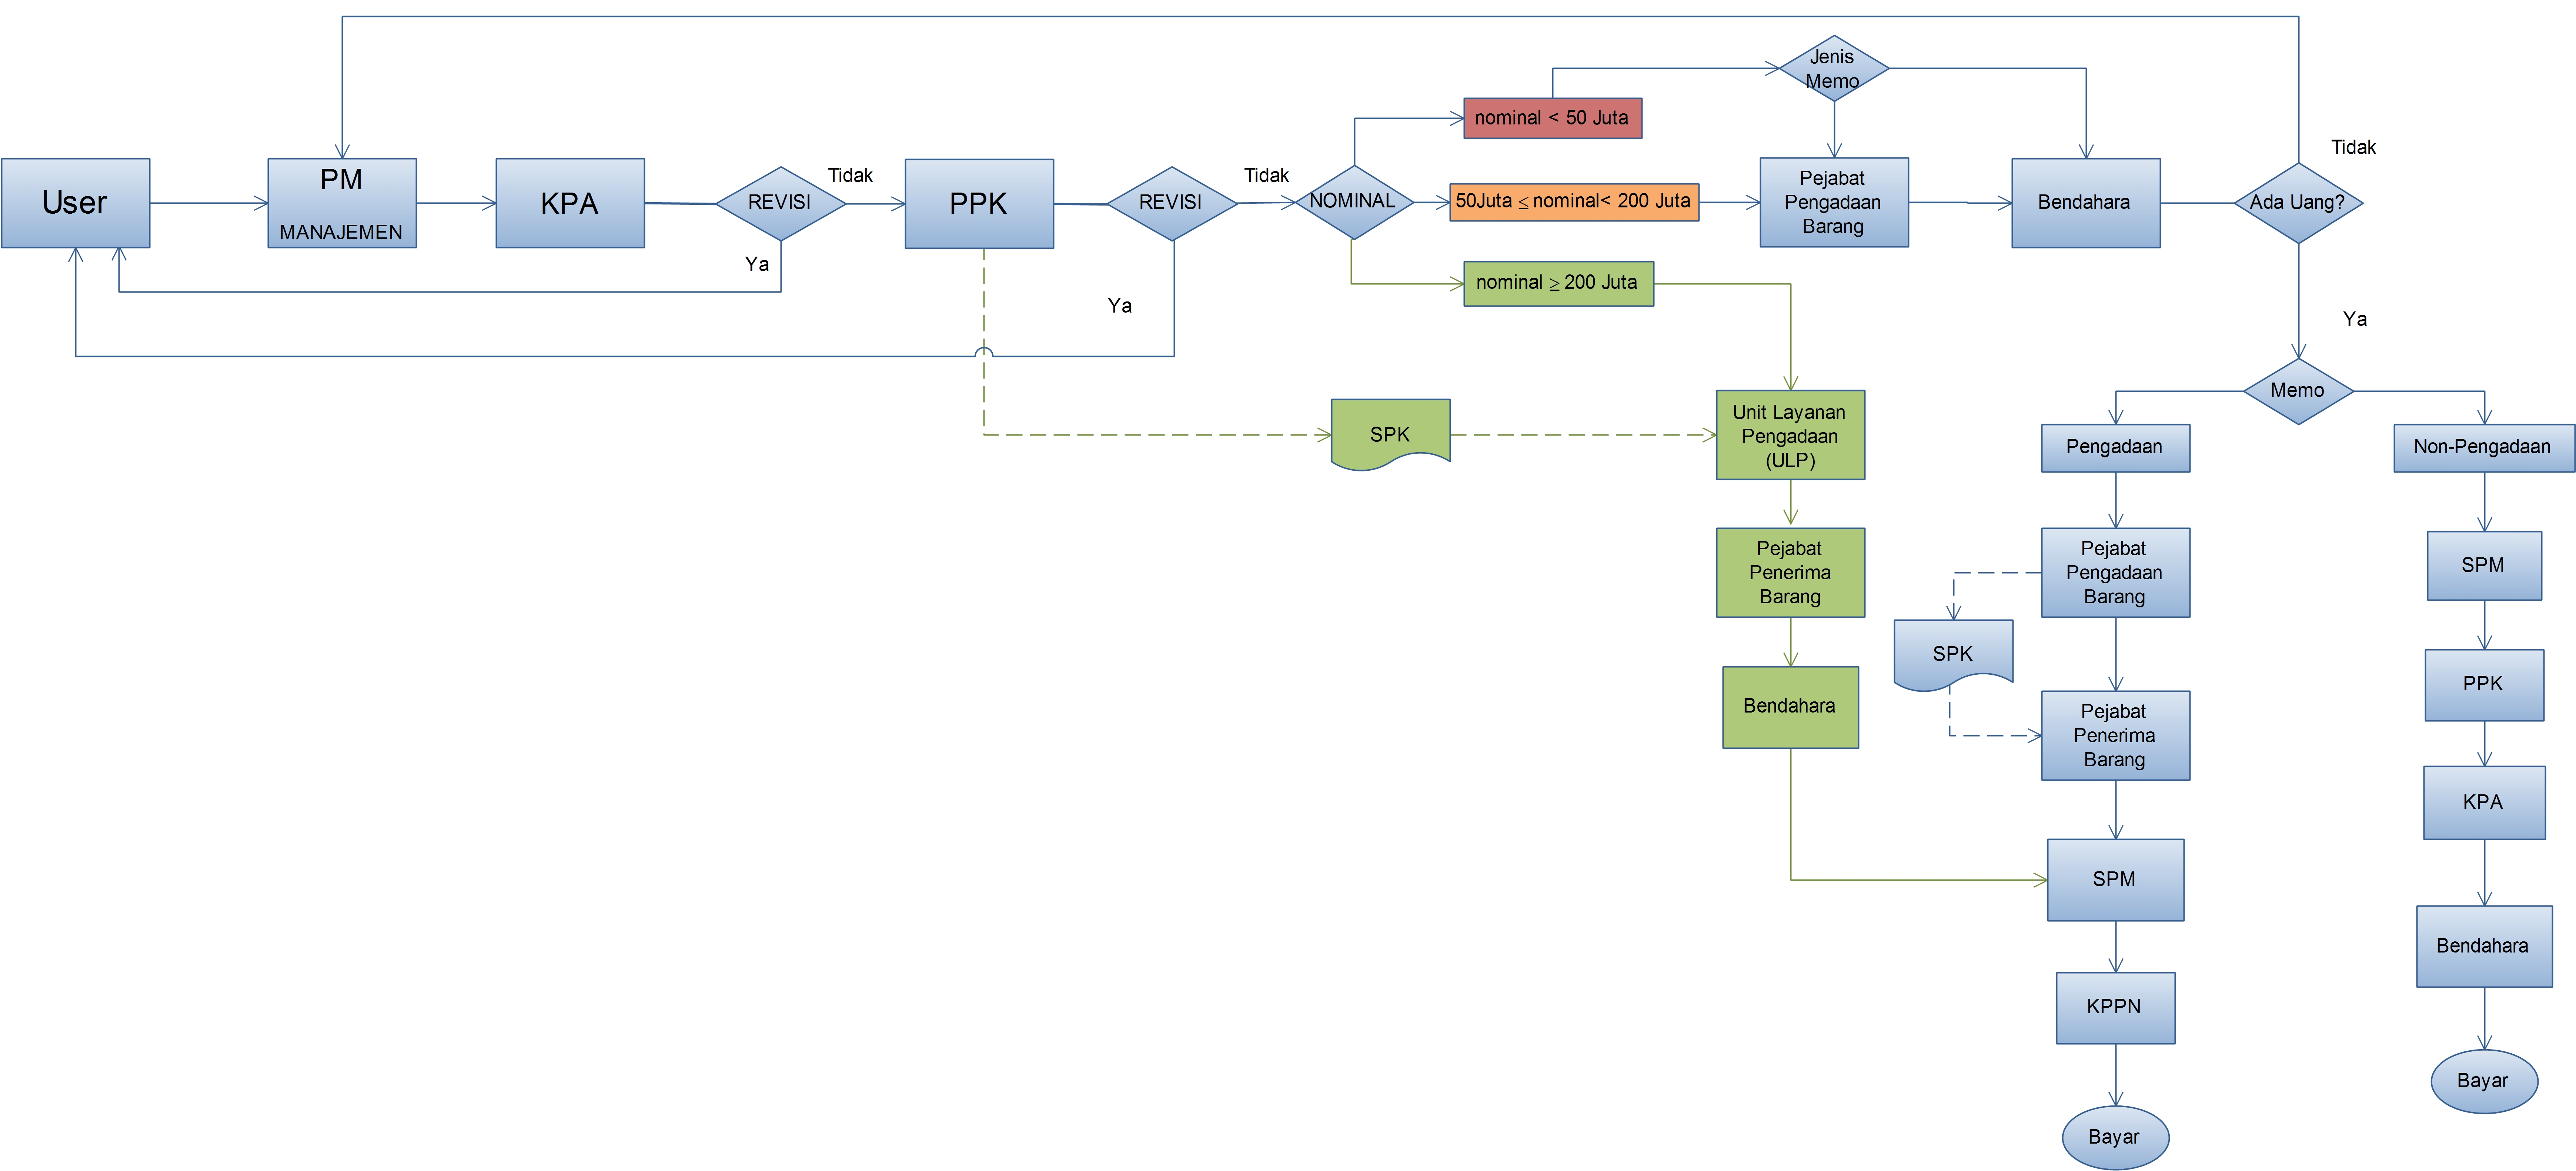 User
PM
MANAJEMEN
KPA
REVISI
Tidak
Ya
PPK
REVISI
Tidak
Ya
NOMINAL
nominal < 50 Juta
50Juta ≤ nominal< 200 Juta
nominal ≥ 200 Juta
Jenis
Memo
Pejabat
Pengadaan
Barang
Bendahara
Ada Uang?
Tidak
Ya
Memo
SPK
Unit Layanan
Pengadaan
(ULP)
Pejabat
Penerima
Barang
Bendahara
Pengadaan
Pejabat
Pengadaan
Barang
SPK
Pejabat
Penerima
Barang
SPM
KPPN
Bayar
Non-Pengadaan
SPM
PPK
KPA
Bendahara
Bayar